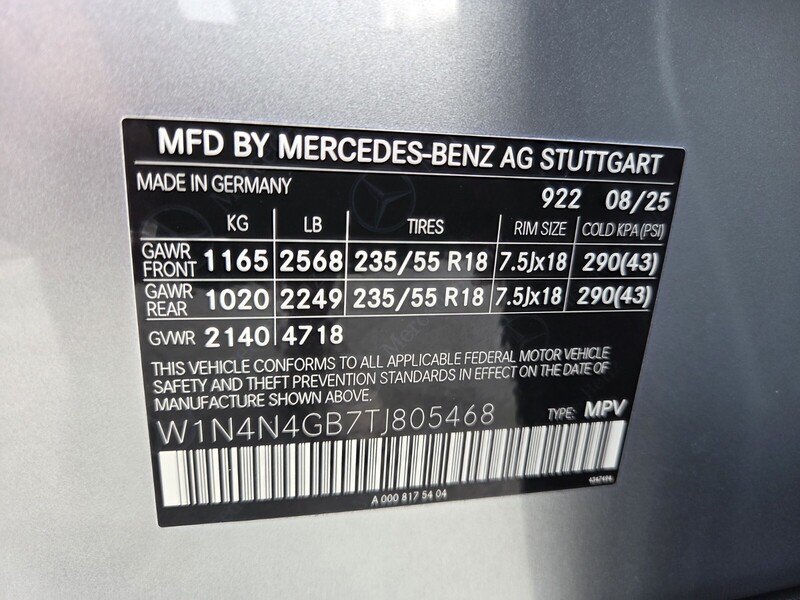 MFD BY MERCEDES-BENZ AG STUTTGART
MADE IN GERMANY 922 08/25
KG LB TIRES RIM SIZE COLD KPA(PSI)
GAWR FRONT 1165 2568 235/55 R18 7.5Jx18 290(43)
GAWR REAR 1020 2249 235/55 R18 7.5Jx18 290(43)
GVWR 2140 4718
THIS VEHICLE CONFORMS TO ALL APPLICABLE FEDERAL MOTOR VEHICLE
SAFETY AND THEFT PREVENTION STANDARDS IN EFFECT ON THE DATE OF
MANUFACTURE SHOWN ABOVE.
W1N4N4GB7TJ805468 TYPE: MPV
A 000 817 54 04